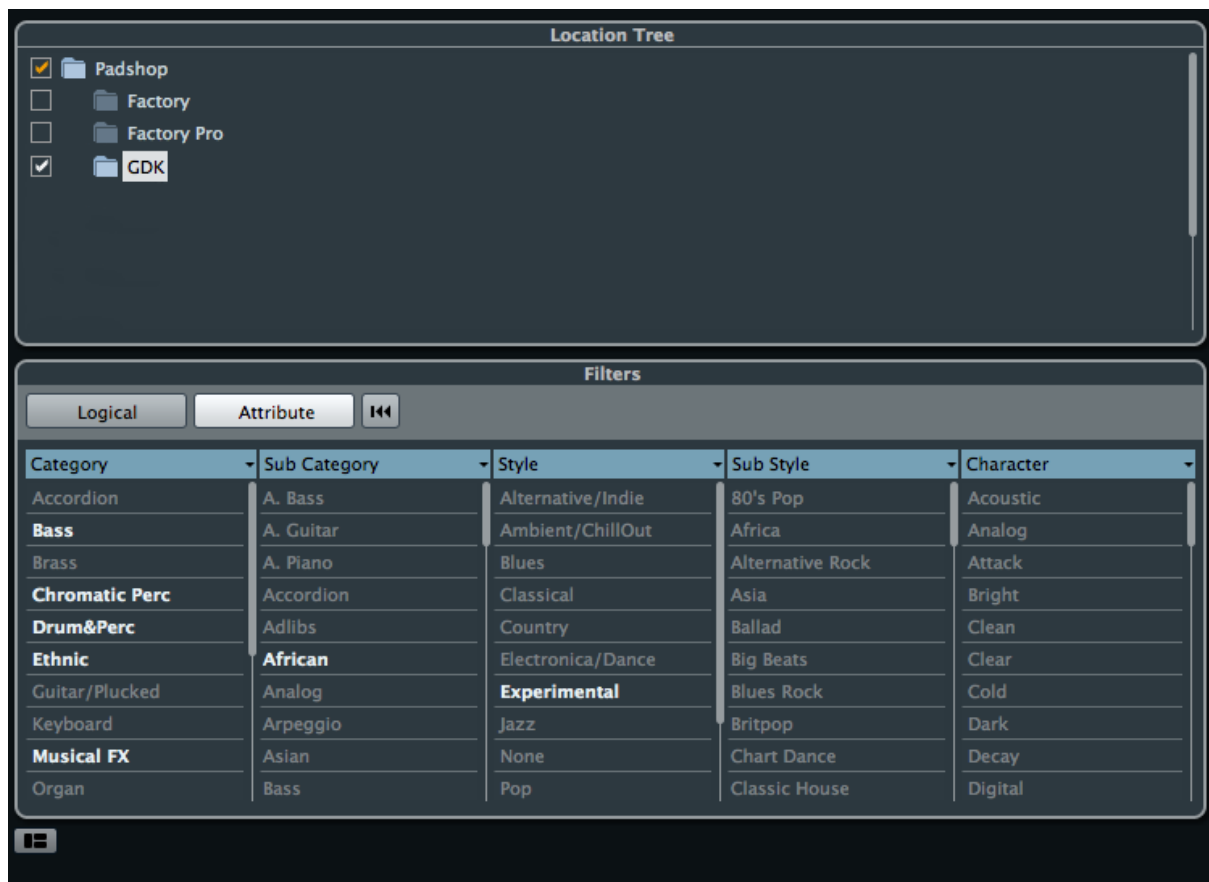 Location Tree
Padshop
Factory
Factory Pro
GDK
Filters
Logical Attribute
Category Sub Category Style Sub Style Character
Accordion A. Bass Alternative/Indie 80's Pop Acoustic
Bass A. Guitar Ambient/ChillOut Africa Analog
Brass A. Piano Blues Alternative Rock Attack
Chromatic Perc Accordion Classical Asia Bright
Drum&Perc Adlibs Country Ballad Clean
Ethnic African Electronica/Dance Big Beats Clear
Guitar/Plucked Analog Experimental Blues Rock Cold
Keyboard Arpeggio Jazz Britpop Dark
Musical FX Asian None Chart Dance Decay
Organ Bass Pop Classic House Digital